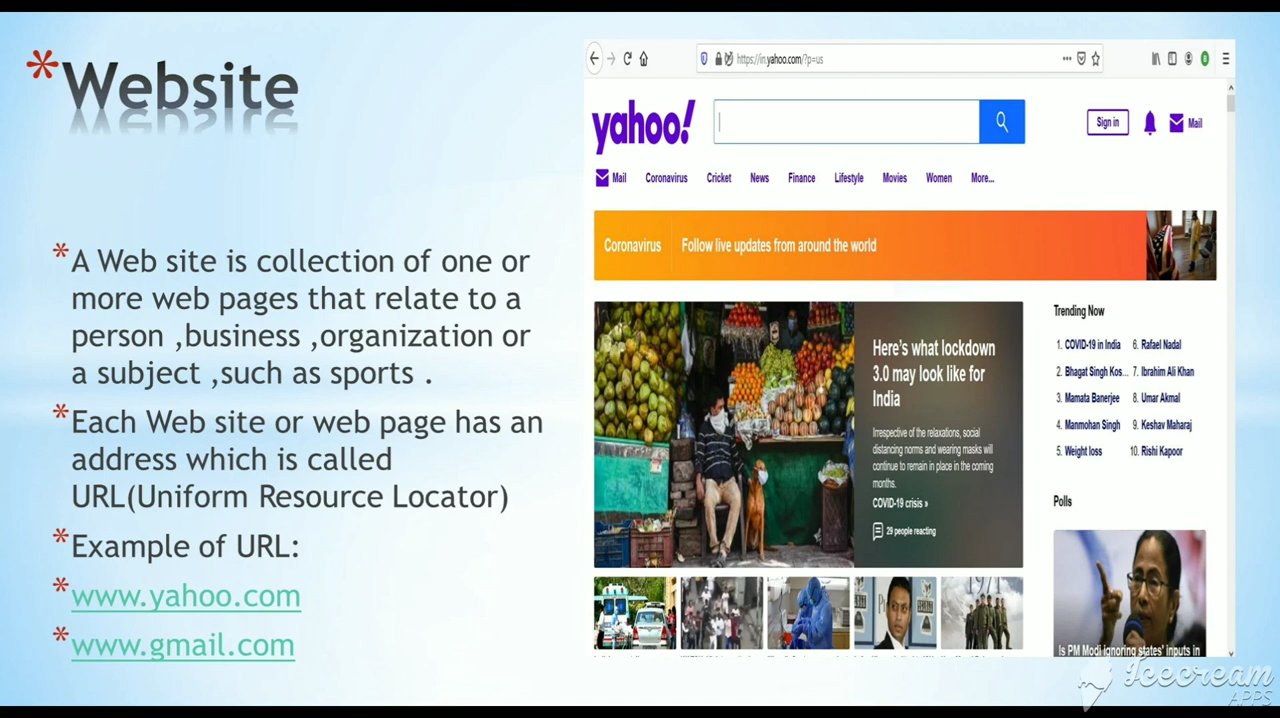 *Website
*A Web site is collection of one or
more web pages that relate to a
person ,business ,organization or
a subject ,such as sports .
*Each Web site or web page has an
address which is called
URL(Uniform Resource Locator)
*Example of URL:
*www.yahoo.com
*www.gmail.com
https://in.yahoo.com/?p=us
yahoo!
Sign in
Mail
Mail Coronavirus Cricket News Finance Lifestyle Movies Women More...
Coronavirus Follow live updates from around the world
Here's what lockdown
3.0 may look like for
India
Irrespective of the relaxations, social
distancing norms and wearing masks will
continue to remain in place in the coming
months.
COVID-19 crisis »
29 people reacting
Trending Now
1. COVID-19 in India 6. Rafael Nadal
2. Bhagat Singh Kos... 7. Ibrahim Ali Khan
3. Mamata Banerjee 8. Umar Akmal
4. Manmohan Singh 9. Keshav Maharaj
5. Weight loss 10. Rishi Kapoor
Polls
Is PM Modi ignoring states' inputs in
Icecream
APPS